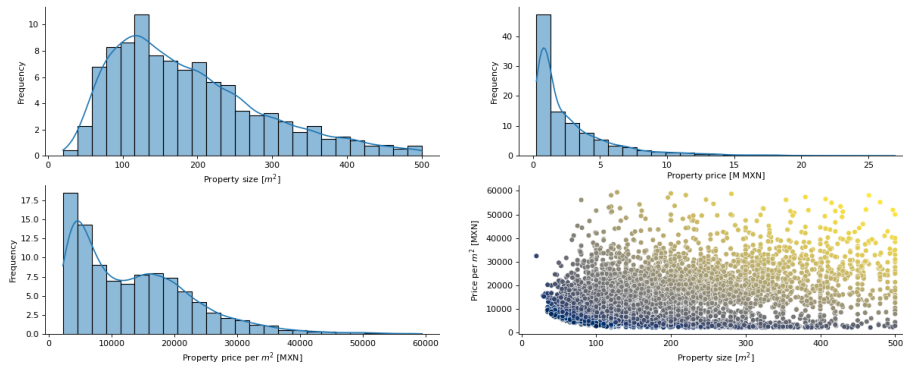 10
8
6
4
2
0
Frequency
0 100 200 300 400 500
Property size [m²]
40
30
20
10
0
Frequency
0 5 10 15 20 25
Property price [M MXN]
17.5
15.0
12.5
10.0
7.5
5.0
2.5
0.0
Frequency
0 10000 20000 30000 40000 50000 60000
Property price per m² [MXN]
60000
50000
40000
30000
20000
10000
0
Price per m² [MXN]
0 100 200 300 400 500
Property size [m²]